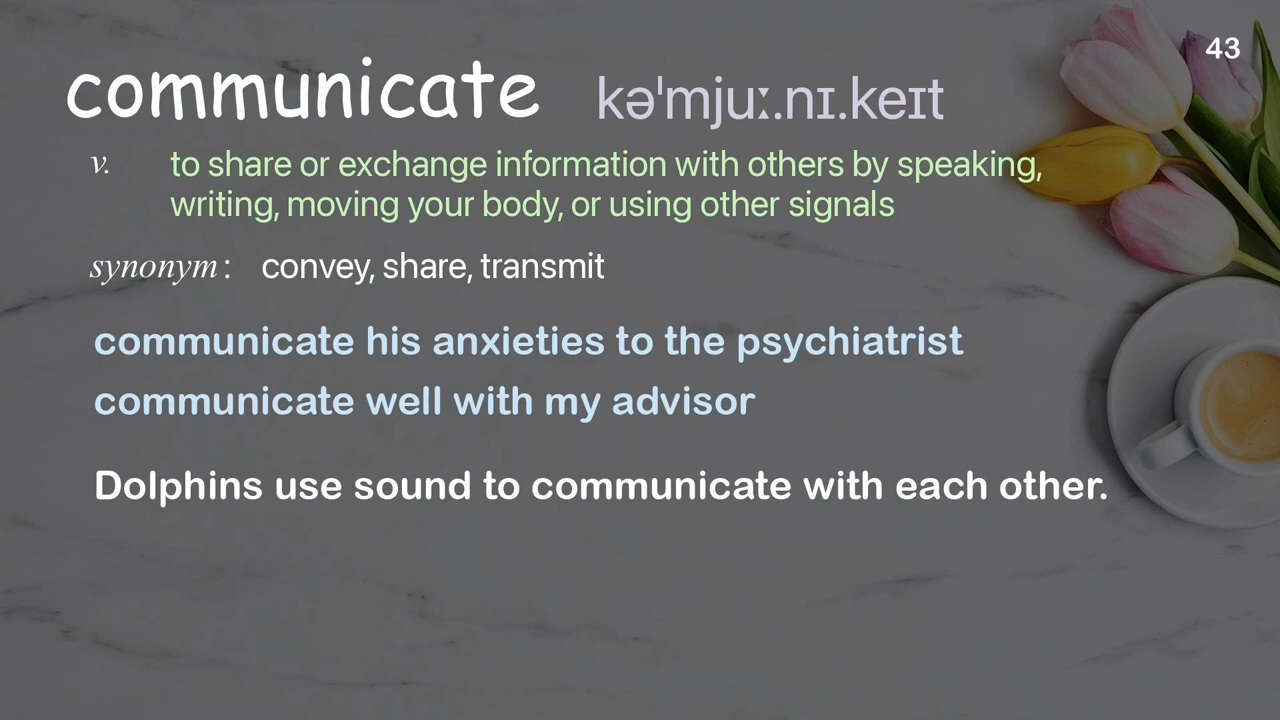 43
communicate kəˈmjuː.nɪ.keɪt
v. to share or exchange information with others by speaking,
writing, moving your body, or using other signals
synonym: convey, share, transmit
communicate his anxieties to the psychiatrist
communicate well with my advisor
Dolphins use sound to communicate with each other.